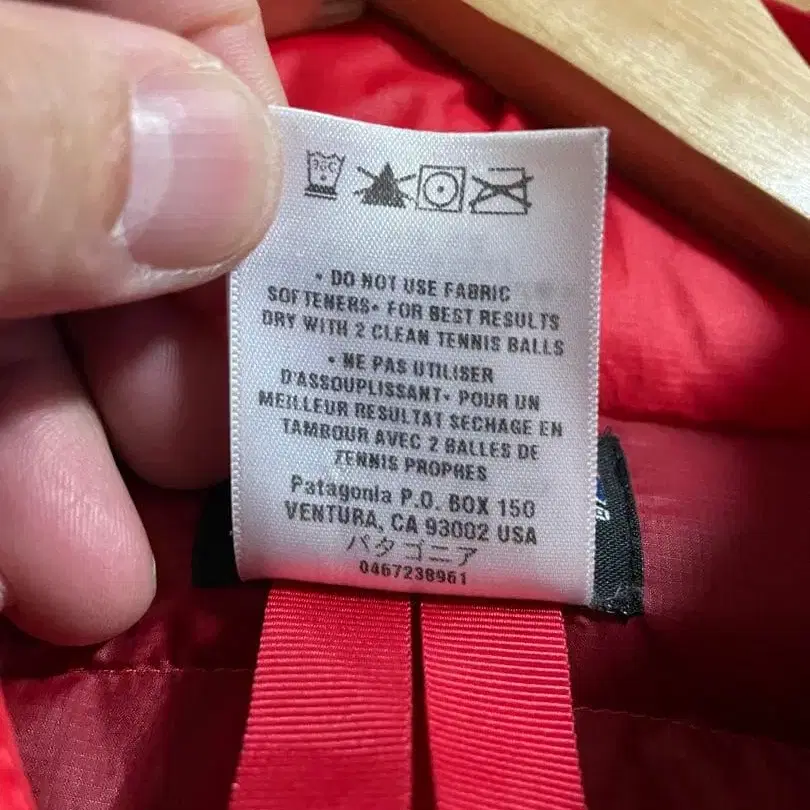 30C
• DO NOT USE FABRIC
SOFTENERS• FOR BEST RESULTS
DRY WITH 2 CLEAN TENNIS BALLS
• NE PAS UTILISER
D'ASSOUPLISSANT• POUR UN
MEILLEUR RESULTAT SECHAGE EN
TAMBOUR AVEC 2 BALLES DE
TENNIS PROPRES
Patagonia P.O. BOX 150
VENTURA, CA 93002 USA
パタゴニア
0467238961